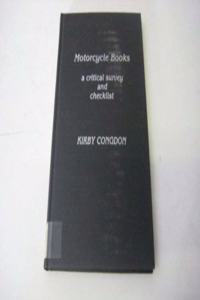 Motorcycle Books
a critical survey
and
checklist
KIRBY CONGDON